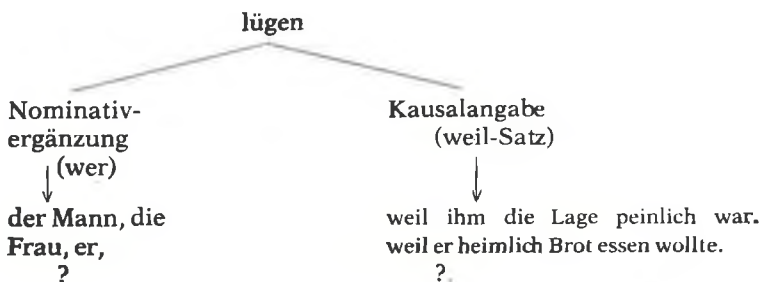 lügen
Nominativ-
ergänzung
(wer)
der Mann, die
Frau, er,
?
Kausalangabe
(weil-Satz)
weil ihm die Lage peinlich war.
weil er heimlich Brot essen wollte.
?